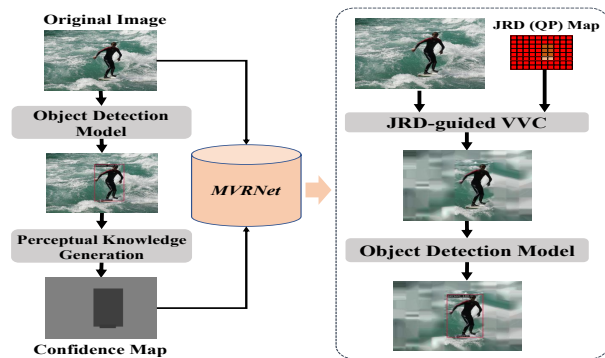 Original Image
Object Detection
Model
Perceptual Knowledge
Generation
Confidence Map
MVRNet
JRD (QP) Map
JRD-guided VVC
Object Detection Model